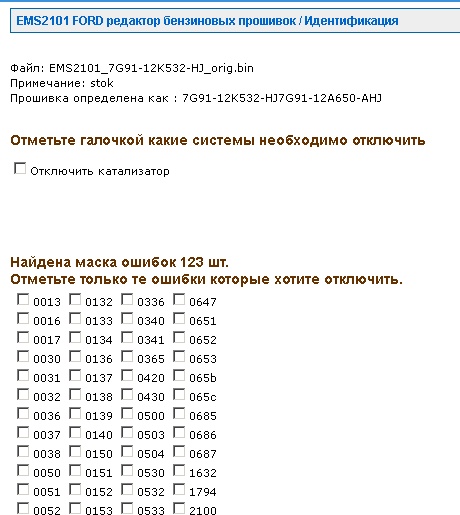 EMS2101 FORD редактор бензиновых прошивок / Идентификация
Файл: EMS2101_7G91-12K532-HJ_orig.bin
Примечание: stok
Прошивка определена как : 7G91-12K532-HJ7G91-12A650-AHJ
Отметьте галочкой какие системы необходимо отключить
Отключить катализатор
Найдена маска ошибок 123 шт.
Отметьте только те ошибки которые хотите отключить.
0013 0132 0336 0647
0016 0133 0340 0651
0017 0134 0341 0652
0030 0136 0365 0653
0031 0137 0420 065b
0032 0138 0430 065c
0036 0139 0500 0685
0037 0140 0503 0686
0038 0150 0504 0687
0050 0151 0530 1632
0051 0152 0532 1794
0052 0153 0533 2100